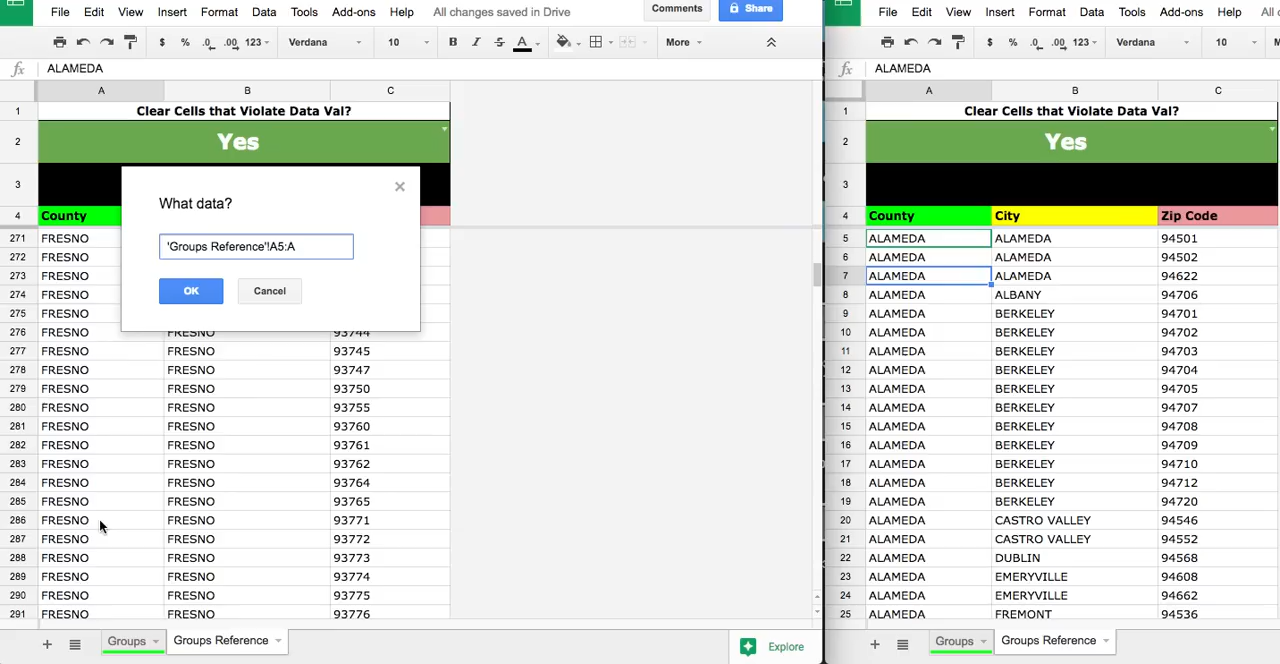 File Edit View Insert Format Data Tools Add-ons Help All changes saved in Drive Comments Share
$ % .0 .00 123 Verdana 10 B I S A More
fx ALAMEDA
A B C
1 Clear Cells that Violate Data Val?
2 Yes
3
4 County
271 FRESNO
272 FRESNO
273 FRESNO
274 FRESNO
275 FRESNO
276 FRESNO FRESNO 93744
277 FRESNO FRESNO 93745
278 FRESNO FRESNO 93747
279 FRESNO FRESNO 93750
280 FRESNO FRESNO 93755
281 FRESNO FRESNO 93760
282 FRESNO FRESNO 93761
283 FRESNO FRESNO 93762
284 FRESNO FRESNO 93764
285 FRESNO FRESNO 93765
286 FRESNO FRESNO 93771
287 FRESNO FRESNO 93772
288 FRESNO FRESNO 93773
289 FRESNO FRESNO 93774
290 FRESNO FRESNO 93775
291 FRESNO FRESNO 93776
What data?
'Groups Reference'!A5:A
OK Cancel
Groups Groups Reference Explore
File Edit View Insert Format Data Tools Add-ons Help All
$ % .0 .00 123 Verdana 10
fx ALAMEDA
A B C
1 Clear Cells that Violate Data Val?
2 Yes
3
4 County City Zip Code
5 ALAMEDA ALAMEDA 94501
6 ALAMEDA ALAMEDA 94502
7 ALAMEDA ALAMEDA 94622
8 ALAMEDA ALBANY 94706
9 ALAMEDA BERKELEY 94701
10 ALAMEDA BERKELEY 94702
11 ALAMEDA BERKELEY 94703
12 ALAMEDA BERKELEY 94704
13 ALAMEDA BERKELEY 94705
14 ALAMEDA BERKELEY 94707
15 ALAMEDA BERKELEY 94708
16 ALAMEDA BERKELEY 94709
17 ALAMEDA BERKELEY 94710
18 ALAMEDA BERKELEY 94712
19 ALAMEDA BERKELEY 94720
20 ALAMEDA CASTRO VALLEY 94546
21 ALAMEDA CASTRO VALLEY 94552
22 ALAMEDA DUBLIN 94568
23 ALAMEDA EMERYVILLE 94608
24 ALAMEDA EMERYVILLE 94662
25 ALAMEDA FREMONT 94536
Groups Groups Reference